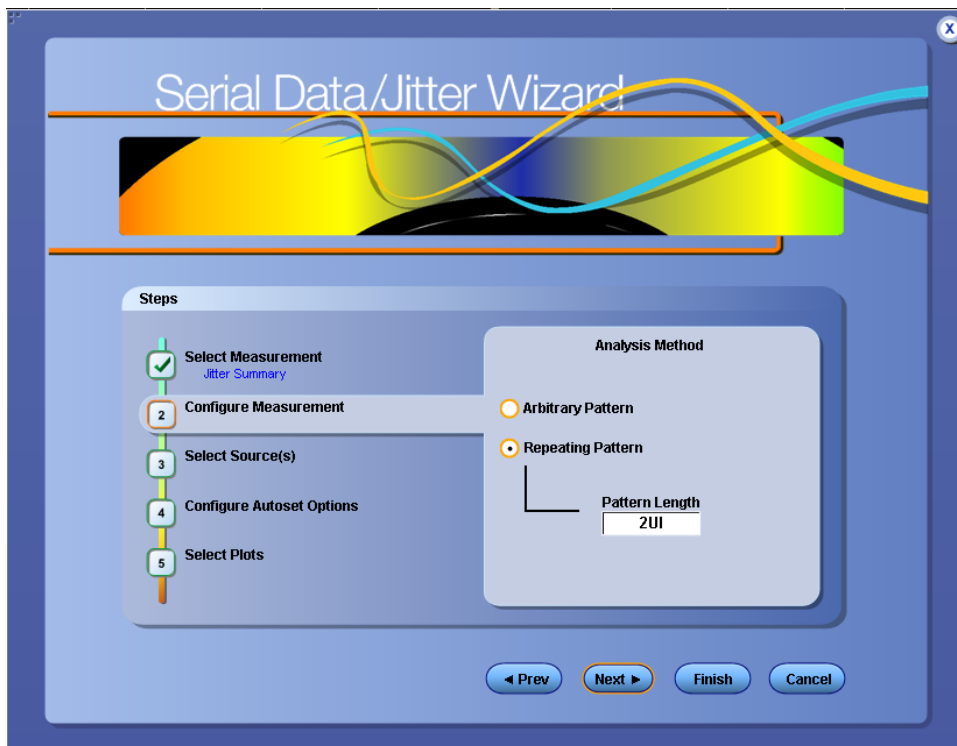 X
Serial Data/Jitter Wizard
Steps
Select Measurement
Jitter Summary
2 Configure Measurement
3 Select Source(s)
4 Configure Autoset Options
5 Select Plots
Analysis Method
Arbitrary Pattern
Repeating Pattern
Pattern Length
2UI
◄ Prev Next ► Finish Cancel